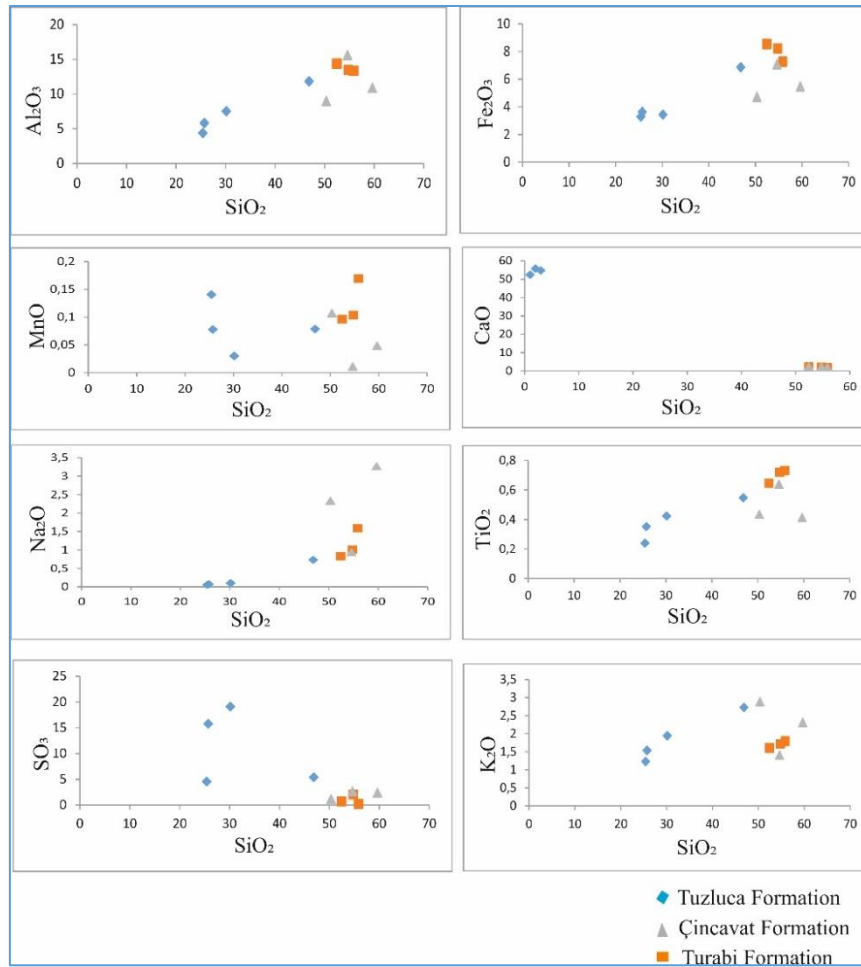 Al₂O₃
20
15
10
5
0
0 10 20 30 40 50 60 70
SiO₂
Fe₂O₃
10
8
6
4
2
0
0 10 20 30 40 50 60 70
SiO₂
MnO
0,2
0,15
0,1
0,05
0
0 10 20 30 40 50 60 70
SiO₂
CaO
60
50
40
30
20
10
0
0 10 20 30 40 50 60
SiO₂
Na₂O
3,5
3
2,5
2
1,5
1
0,5
0
0 10 20 30 40 50 60 70
SiO₂
TiO₂
0,8
0,6
0,4
0,2
0
0 10 20 30 40 50 60 70
SiO₂
SO₃
25
20
15
10
5
0
0 10 20 30 40 50 60 70
SiO₂
K₂O
3,5
3
2,5
2
1,5
1
0,5
0
0 10 20 30 40 50 60 70
SiO₂
Tuzluca Formation
Çincavat Formation
Turabi Formation